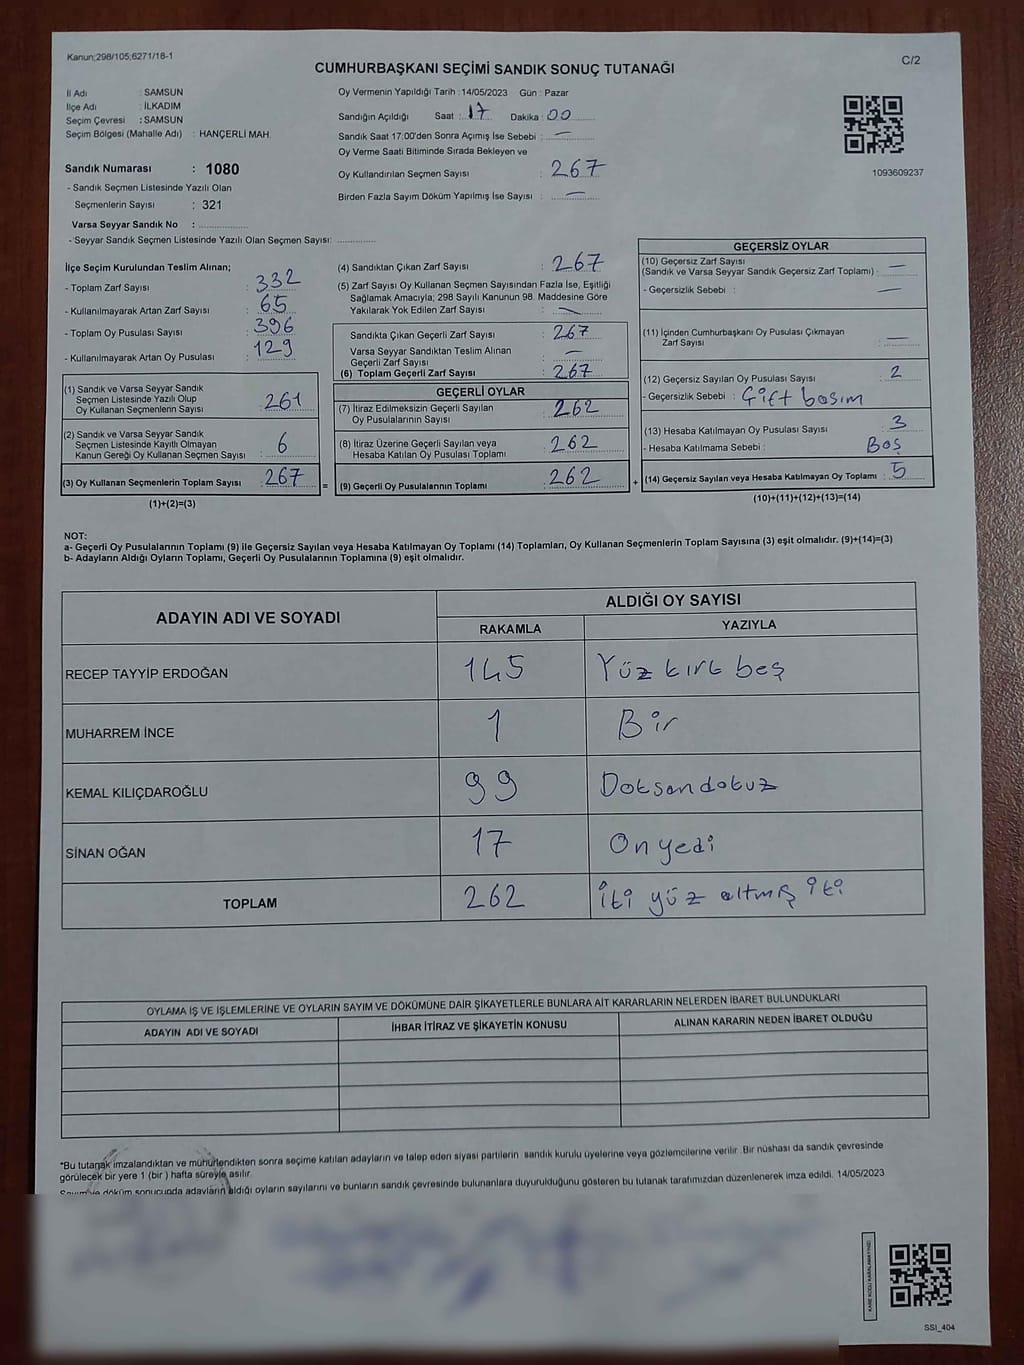 Kanun;298/105;6271/18-1
C/2
CUMHURBAŞKANI SEÇİMİ SANDIK SONUÇ TUTANAĞI
İl Adı : SAMSUN
İlçe Adı : İLKADIM
Seçim Çevresi : SAMSUN
Seçim Bölgesi (Mahalle Adı) : HANÇERLİ MAH.
Sandık Numarası : 1080
- Sandık Seçmen Listesinde Yazılı Olan
Seçmenlerin Sayısı : 321
Varsa Seyyar Sandık No :
- Seyyar Sandık Seçmen Listesinde Yazılı Olan Seçmen Sayısı:
Oy Vermenin Yapıldığı Tarih : 14/05/2023 Gün : Pazar
Sandığın Açıldığı Saat : 17 Dakika : 00
Sandık Saat 17:00'den Sonra Açımış İse Sebebi : —
Oy Verme Saati Bitiminde Sırada Bekleyen ve
Oy Kullandırılan Seçmen Sayısı : 267
Birden Fazla Sayım Döküm Yapılmış İse Sayısı : —
1093609237
İlçe Seçim Kurulundan Teslim Alınan;
- Toplam Zarf Sayısı : 332
- Kullanılmayarak Artan Zarf Sayısı : 65
- Toplam Oy Pusulası Sayısı : 396
- Kullanılmayarak Artan Oy Pusulası : 129
(1) Sandık ve Varsa Seyyar Sandık
Seçmen Listesinde Yazılı Olup
Oy Kullanan Seçmenlerin Sayısı : 261
(2) Sandık ve Varsa Seyyar Sandık
Seçmen Listesinde Kayıtlı Olmayan
Kanun Gereği Oy Kullanan Seçmen Sayısı : 6
(3) Oy Kullanan Seçmenlerin Toplam Sayısı : 267
(1)+(2)=(3)
=
(4) Sandıktan Çıkan Zarf Sayısı : 267
(5) Zarf Sayısı Oy Kullanan Seçmen Sayısından Fazla İse, Eşitliği
Sağlamak Amacıyla; 298 Sayılı Kanunun 98. Maddesine Göre
Yakılarak Yok Edilen Zarf Sayısı : —
Sandıkta Çıkan Geçerli Zarf Sayısı : 267
Varsa Seyyar Sandıktan Teslim Alınan
Geçerli Zarf Sayısı : —
(6) Toplam Geçerli Zarf Sayısı : 267
GEÇERLİ OYLAR
(7) İtiraz Edilmeksizin Geçerli Sayılan
Oy Pusulalarının Sayısı : 262
(8) İtiraz Üzerine Geçerli Sayılan veya
Hesaba Katılan Oy Pusulası Toplamı : 262
(9) Geçerli Oy Pusulalarının Toplamı : 262
+
GEÇERSİZ OYLAR
(10) Geçersiz Zarf Sayısı
(Sandık ve Varsa Seyyar Sandık Geçersiz Zarf Toplamı) : —
- Geçersizlik Sebebi : —
(11) İçinden Cumhurbaşkanı Oy Pusulası Çıkmayan
Zarf Sayısı : —
(12) Geçersiz Sayılan Oy Pusulası Sayısı : 2
- Geçersizlik Sebebi : Çift basım
(13) Hesaba Katılmayan Oy Pusulası Sayısı : 3
- Hesaba Katılmama Sebebi : Boş
(14) Geçersiz Sayılan veya Hesaba Katılmayan Oy Toplamı : 5
(10)+(11)+(12)+(13)=(14)
NOT:
a- Geçerli Oy Pusulalarının Toplamı (9) ile Geçersiz Sayılan veya Hesaba Katılmayan Oy Toplamı (14) Toplamları, Oy Kullanan Seçmenlerin Toplam Sayısına (3) eşit olmalıdır. (9)+(14)=(3)
b- Adayların Aldığı Oyların Toplamı, Geçerli Oy Pusulalarının Toplamına (9) eşit olmalıdır.
ADAYIN ADI VE SOYADI
ALDIĞI OY SAYISI
RAKAMLA YAZIYLA
RECEP TAYYİP ERDOĞAN 145 Yüz kırk beş
MUHARREM İNCE 1 Bir
KEMAL KILIÇDAROĞLU 99 Doksandokuz
SİNAN OĞAN 17 Onyedi
TOPLAM 262 iki yüz altmış iki
OYLAMA İŞ VE İŞLEMLERİNE VE OYLARIN SAYIM VE DÖKÜMÜNE DAİR ŞİKAYETLERLE BUNLARA AİT KARARLARIN NELERDEN İBARET BULUNDUKLARI
ADAYIN ADI VE SOYADI İHBAR İTİRAZ VE ŞİKAYETİN KONUSU ALINAN KARARIN NEDEN İBARET OLDUĞU
*Bu tutanak imzalandıktan ve mühürlendikten sonra seçime katılan adayların ve talep eden siyasi partilerin sandık kurulu üyelerine veya gözlemcilerine verilir. Bir nüshası da sandık çevresinde
görülecek bir yere 1 (bir) hafta süreyle asılır.
Sayım ve döküm sonucunda adayların aldığı oyların sayılarını ve bunların sandık çevresinde bulunanlara duyurulduğunu gösteren bu tutanak tarafımızdan düzenlenerek imza edildi. 14/05/2023
KARE KODU KARALAMAYINIZ!
SSI_404